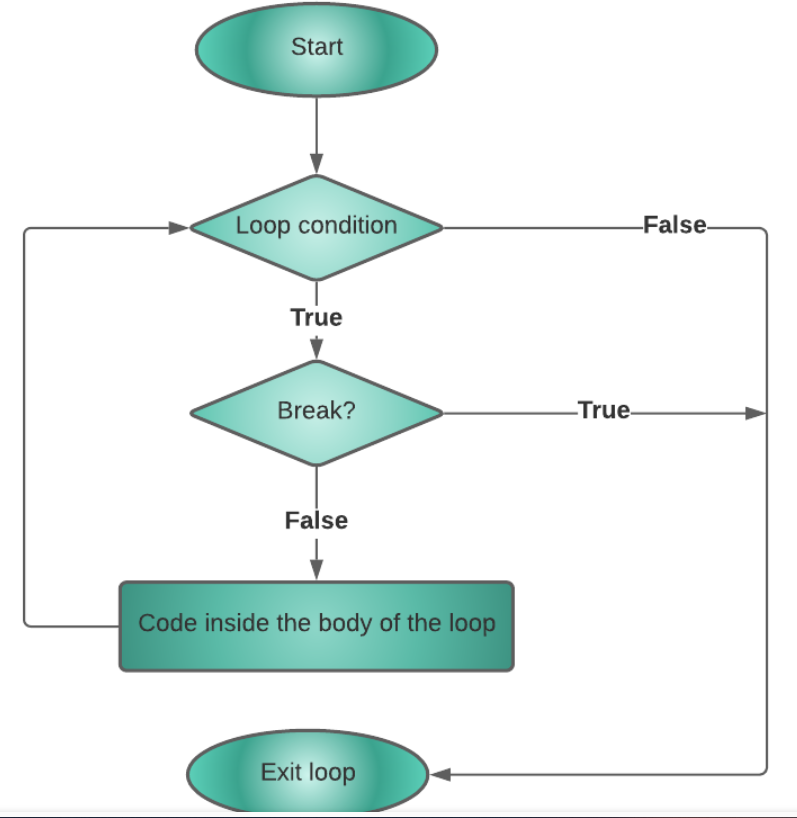 Start
Loop condition
False
True
Break?
True
False
Code inside the body of the loop
Exit loop